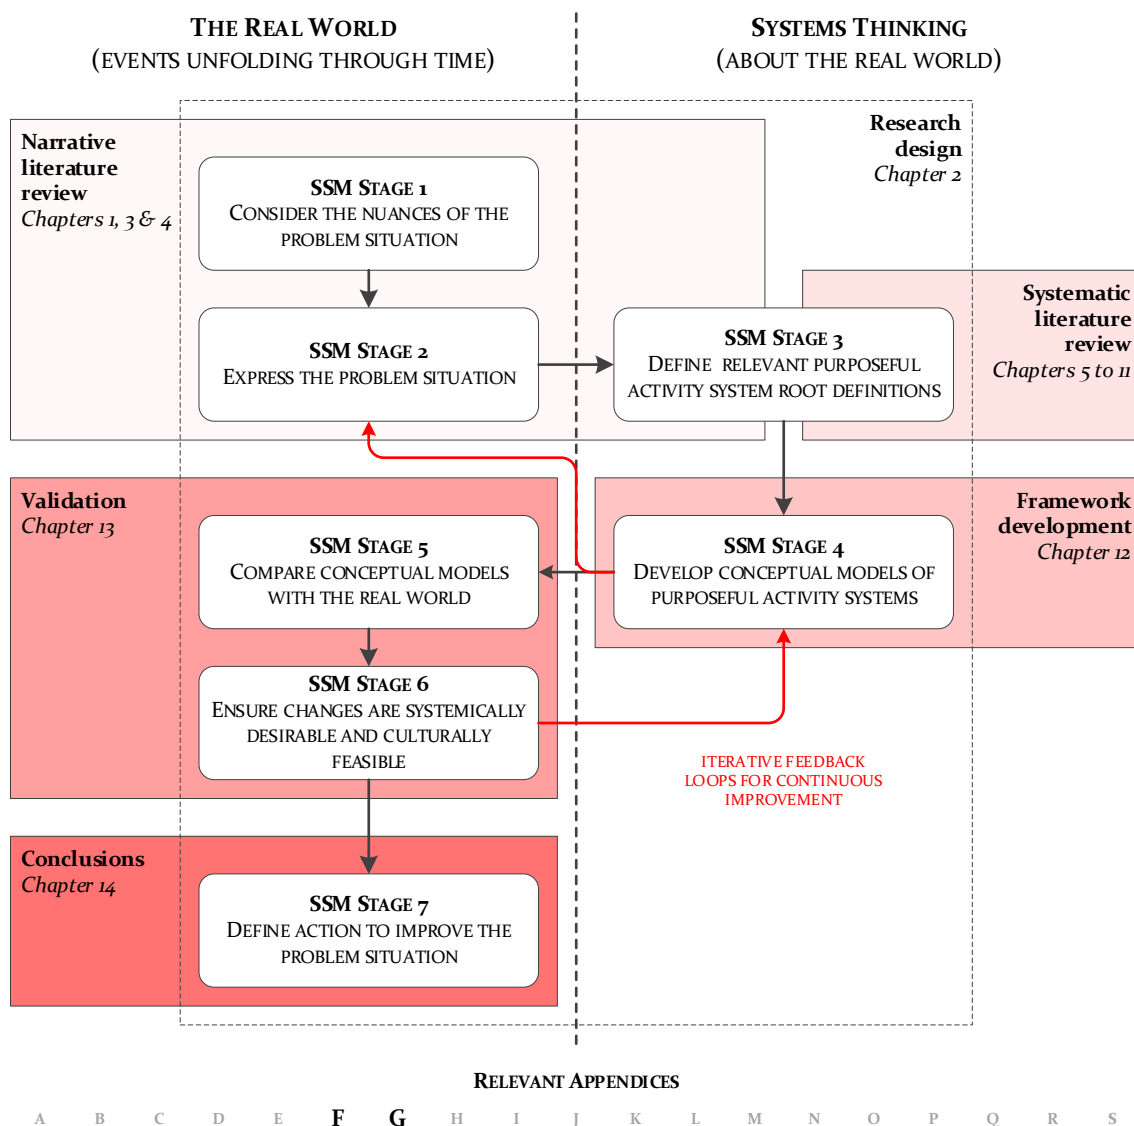 THE REAL WORLD
(EVENTS UNFOLDING THROUGH TIME)
SYSTEMS THINKING
(ABOUT THE REAL WORLD)
Narrative
literature
review
Chapters 1, 3 & 4
Research
design
Chapter 2
SSM STAGE 1
CONSIDER THE NUANCES OF THE
PROBLEM SITUATION
SSM STAGE 2
EXPRESS THE PROBLEM SITUATION
SSM STAGE 3
DEFINE RELEVANT PURPOSEFUL
ACTIVITY SYSTEM ROOT DEFINITIONS
Systematic
literature
review
Chapters 5 to 11
Validation
Chapter 13
SSM STAGE 5
COMPARE CONCEPTUAL MODELS
WITH THE REAL WORLD
SSM STAGE 4
DEVELOP CONCEPTUAL MODELS OF
PURPOSEFUL ACTIVITY SYSTEMS
Framework
development
Chapter 12
SSM STAGE 6
ENSURE CHANGES ARE SYSTEMICALLY
DESIRABLE AND CULTURALLY
FEASIBLE
ITERATIVE FEEDBACK
LOOPS FOR CONTINUOUS
IMPROVEMENT
Conclusions
Chapter 14
SSM STAGE 7
DEFINE ACTION TO IMPROVE THE
PROBLEM SITUATION
RELEVANT APPENDICES
A B C D E F G H I J K L M N O P Q R S